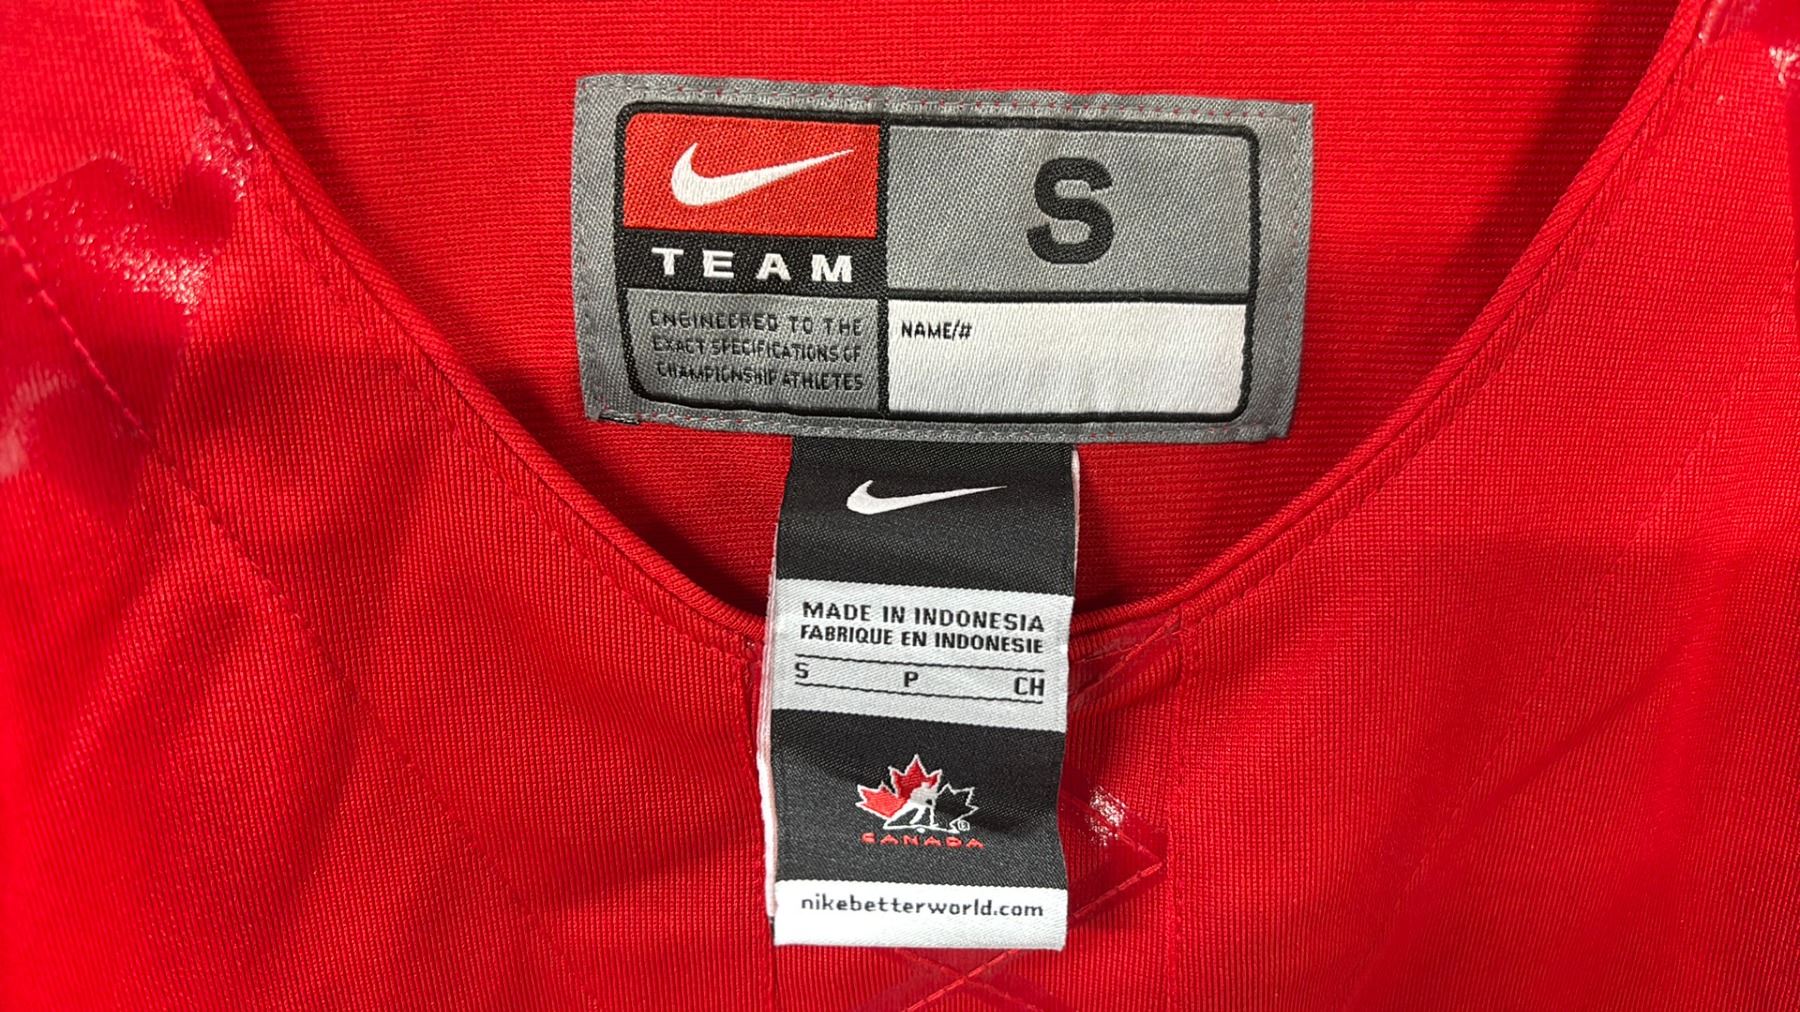 TEAM
S
ENGINEERED TO THE
EXACT SPECIFICATIONS OF
CHAMPIONSHIP ATHLETES
NAME/#
MADE IN INDONESIA
FABRIQUE EN INDONESIE
S P CH
CANADA
nikebetterworld.com